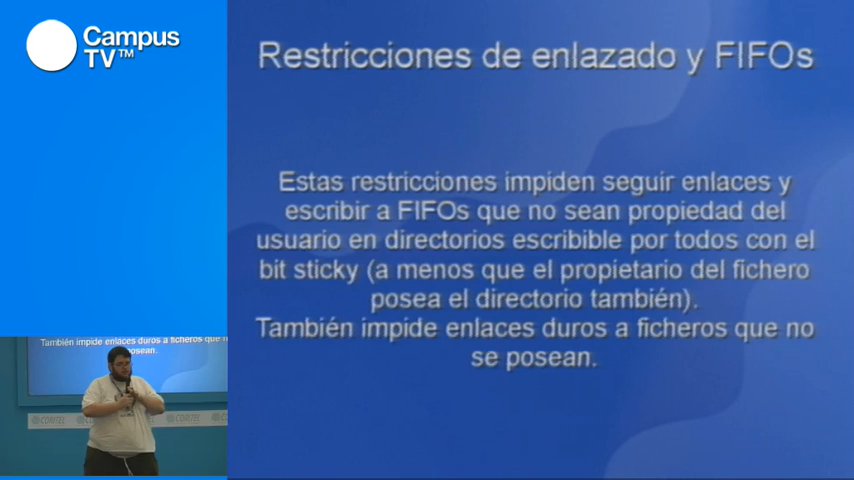 Campus
TV™
Restricciones de enlazado y FIFOs
Estas restricciones impiden seguir enlaces y
escribir a FIFOs que no sean propiedad del
usuario en directorios escribible por todos con el
bit sticky (a menos que el propietario del fichero
posea el directorio también).
También impide enlaces duros a ficheros que no
se posean.
También impide enlaces duros a ficheros que
posean.
CORITEL